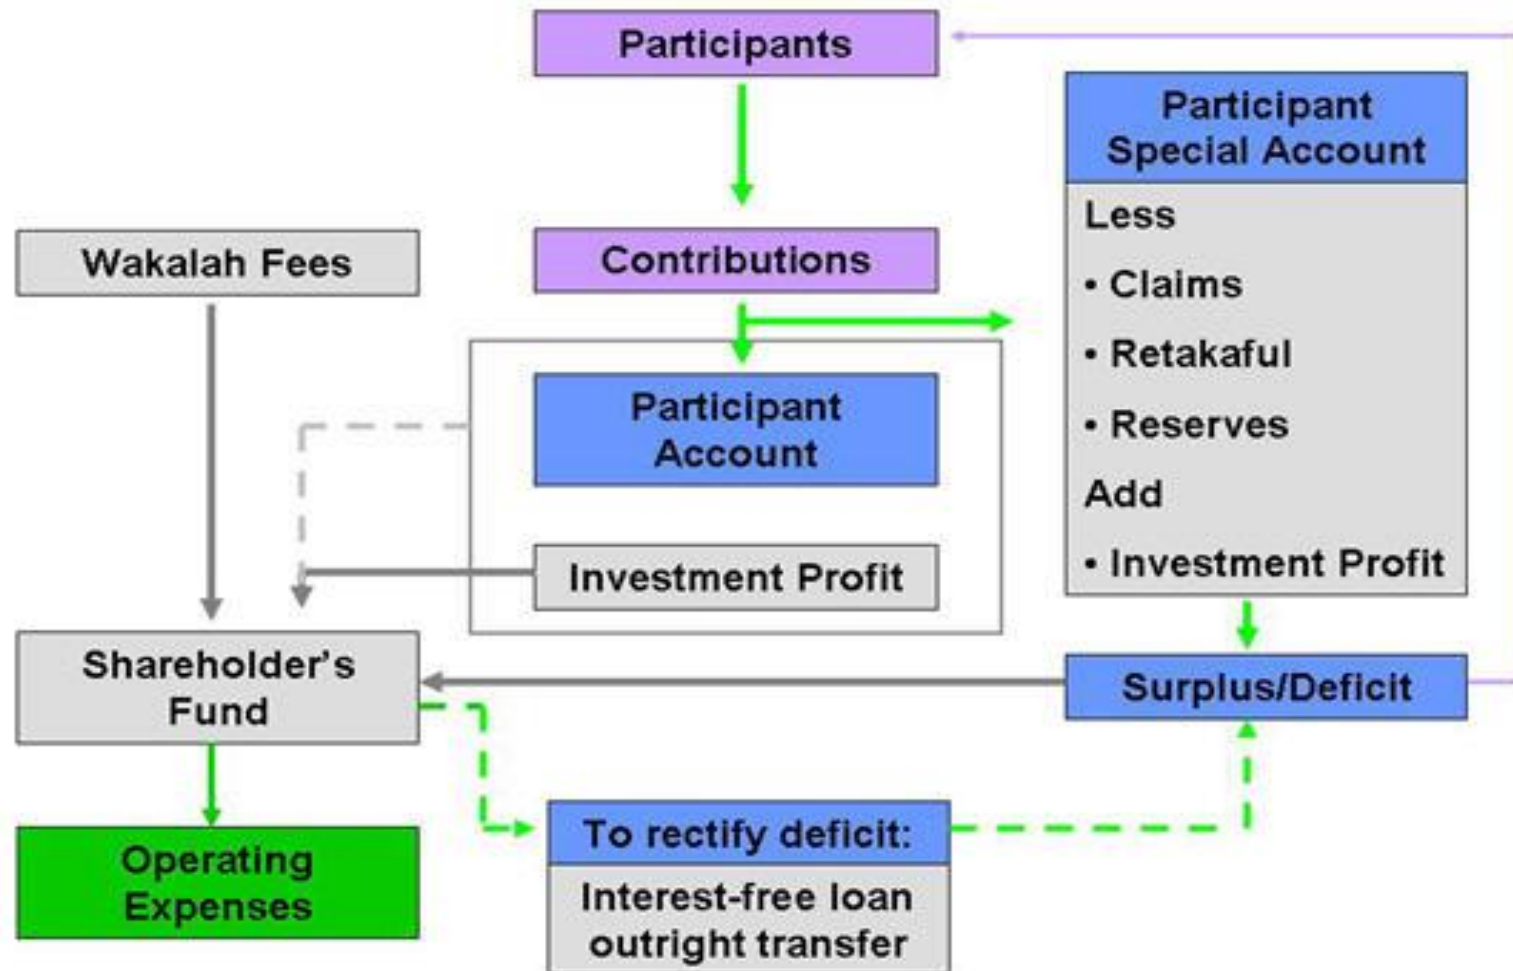 Participants
Participant
Special Account
Less
• Claims
• Retakaful
• Reserves
Add
• Investment Profit
Wakalah Fees
Contributions
Participant
Account
Investment Profit
Shareholder’s
Fund
Surplus/Deficit
Operating
Expenses
To rectify deficit:
Interest-free loan
outright transfer